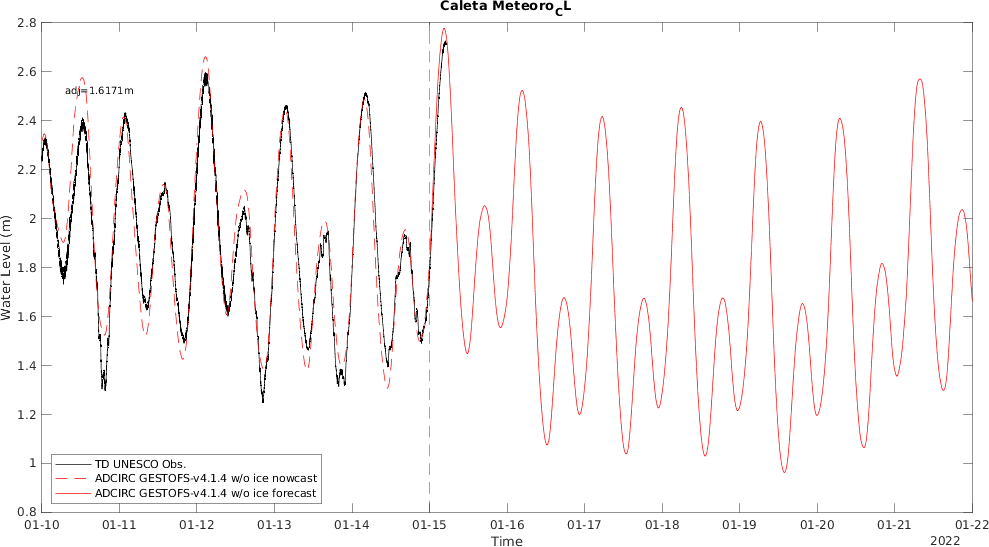 Caleta Meteoro_CL
2.8
2.6
2.4
2.2
2
1.8
1.6
1.4
1.2
1
0.8
Water Level (m)
adj=1.6171m
TD UNESCO Obs.
ADCIRC GESTOFS-v4.1.4 w/o ice nowcast
ADCIRC GESTOFS-v4.1.4 w/o ice forecast
01-10 01-11 01-12 01-13 01-14 01-15 01-16 01-17 01-18 01-19 01-20 01-21 01-22
Time
2022